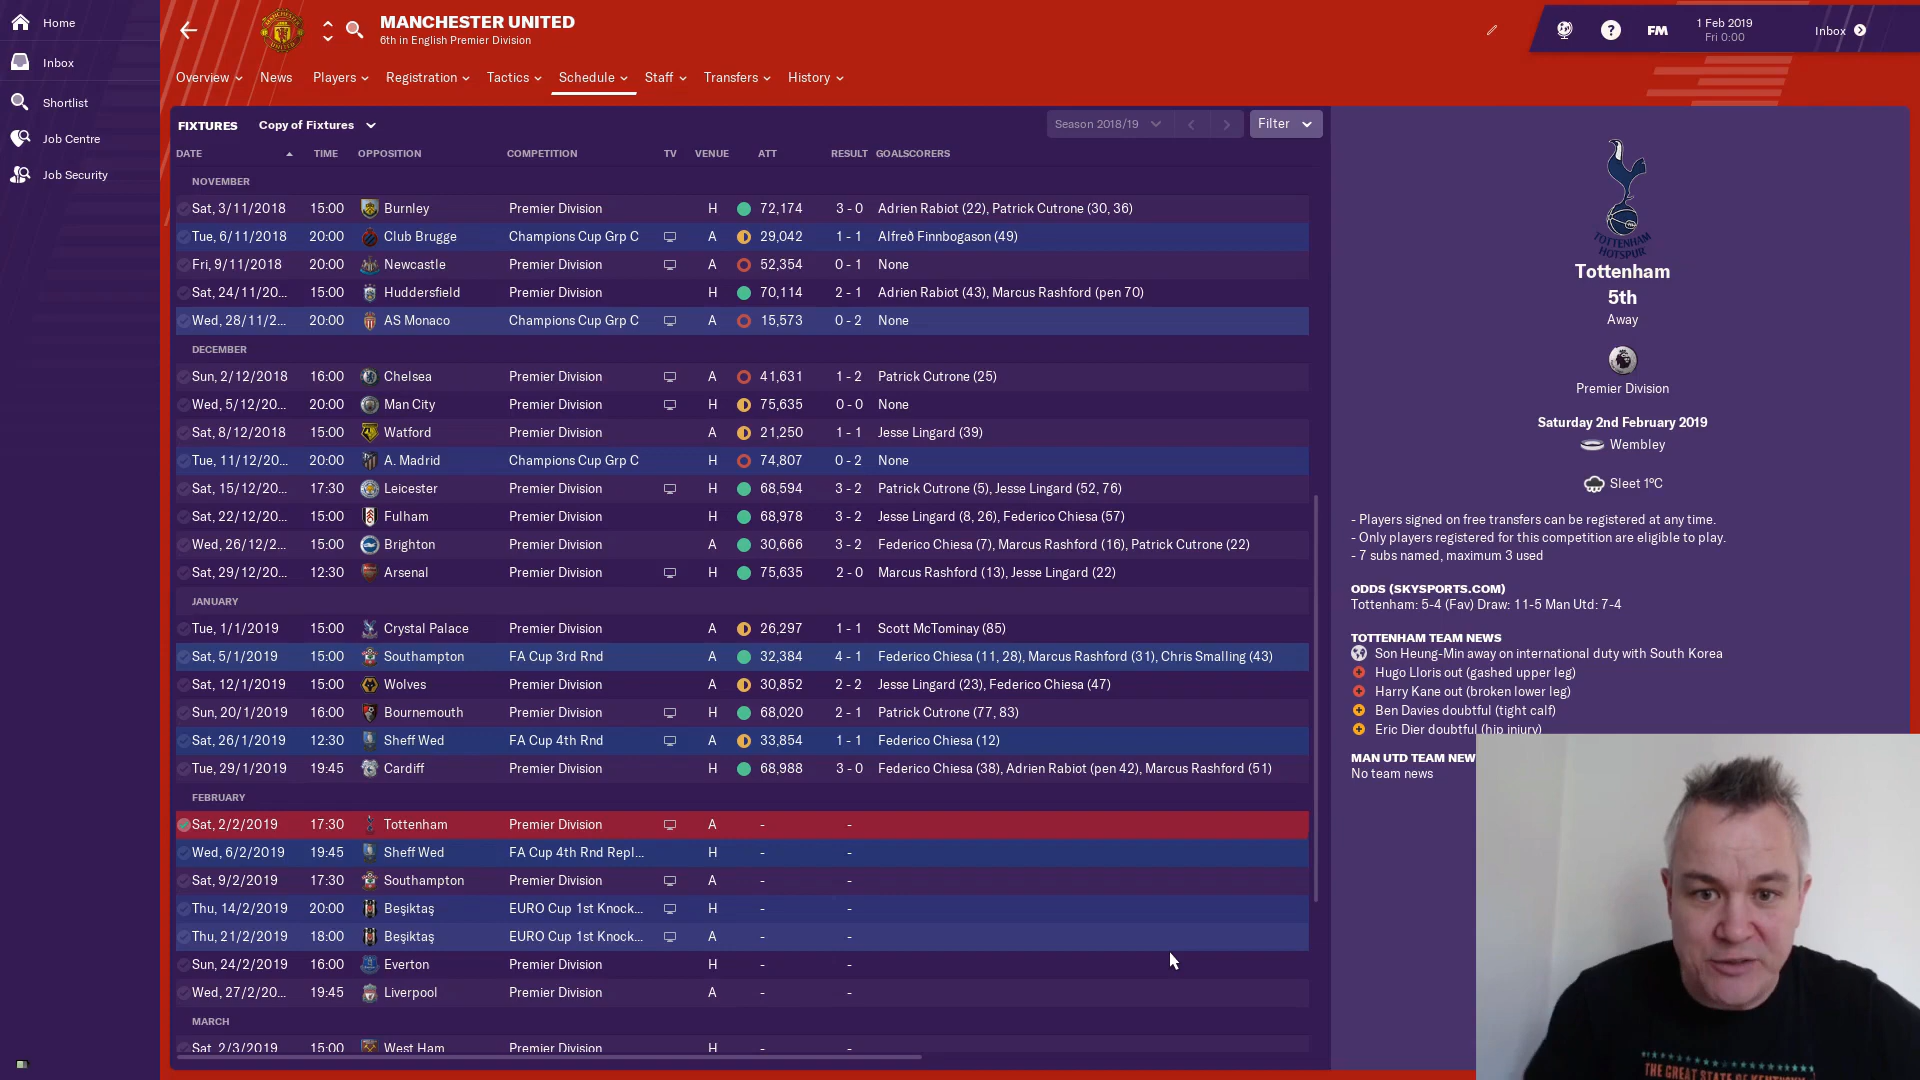 Home
Inbox
Shortlist
Job Centre
Job Security
MANCHESTER UNITED
6th in English Premier Division
FM
1 Feb 2019
Fri 0:00
Inbox
Overview News Players Registration Tactics Schedule Staff Transfers History
FIXTURES Copy of Fixtures Season 2018/19 Filter
DATE TIME OPPOSITION COMPETITION TV VENUE ATT RESULT GOALSCORERS
NOVEMBER
Sat, 3/11/2018 15:00 Burnley Premier Division H 72,174 3 - 0 Adrien Rabiot (22), Patrick Cutrone (30, 36)
Tue, 6/11/2018 20:00 Club Brugge Champions Cup Grp C A 29,042 1 - 1 Alfreð Finnbogason (49)
Fri, 9/11/2018 20:00 Newcastle Premier Division A 52,354 0 - 1 None
Sat, 24/11/20... 15:00 Huddersfield Premier Division H 70,114 2 - 1 Adrien Rabiot (43), Marcus Rashford (pen 70)
Wed, 28/11/2... 20:00 AS Monaco Champions Cup Grp C A 15,573 0 - 2 None
DECEMBER
Sun, 2/12/2018 16:00 Chelsea Premier Division A 41,631 1 - 2 Patrick Cutrone (25)
Wed, 5/12/20... 20:00 Man City Premier Division H 75,635 0 - 0 None
Sat, 8/12/2018 15:00 Watford Premier Division A 21,250 1 - 1 Jesse Lingard (39)
Tue, 11/12/20... 20:00 A. Madrid Champions Cup Grp C H 74,807 0 - 2 None
Sat, 15/12/20... 17:30 Leicester Premier Division H 68,594 3 - 2 Patrick Cutrone (5), Jesse Lingard (52, 76)
Sat, 22/12/20... 15:00 Fulham Premier Division H 68,978 3 - 2 Jesse Lingard (8, 26), Federico Chiesa (57)
Wed, 26/12/2... 15:00 Brighton Premier Division A 30,666 3 - 2 Federico Chiesa (7), Marcus Rashford (16), Patrick Cutrone (22)
Sat, 29/12/20... 12:30 Arsenal Premier Division H 75,635 2 - 0 Marcus Rashford (13), Jesse Lingard (22)
JANUARY
Tue, 1/1/2019 15:00 Crystal Palace Premier Division A 26,297 1 - 1 Scott McTominay (85)
Sat, 5/1/2019 15:00 Southampton FA Cup 3rd Rnd A 32,384 4 - 1 Federico Chiesa (11, 28), Marcus Rashford (31), Chris Smalling (43)
Sat, 12/1/2019 15:00 Wolves Premier Division A 30,852 2 - 2 Jesse Lingard (23), Federico Chiesa (47)
Sun, 20/1/2019 16:00 Bournemouth Premier Division H 68,020 2 - 1 Patrick Cutrone (77, 83)
Sat, 26/1/2019 12:30 Sheff Wed FA Cup 4th Rnd A 33,854 1 - 1 Federico Chiesa (12)
Tue, 29/1/2019 19:45 Cardiff Premier Division H 68,988 3 - 0 Federico Chiesa (38), Adrien Rabiot (pen 42), Marcus Rashford (51)
FEBRUARY
Sat, 2/2/2019 17:30 Tottenham Premier Division A - -
Wed, 6/2/2019 19:45 Sheff Wed FA Cup 4th Rnd Repl... H - -
Sat, 9/2/2019 17:30 Southampton Premier Division A - -
Thu, 14/2/2019 20:00 Beşiktaş EURO Cup 1st Knock... H - -
Thu, 21/2/2019 18:00 Beşiktaş EURO Cup 1st Knock... A - -
Sun, 24/2/2019 16:00 Everton Premier Division H - -
Wed, 27/2/20... 19:45 Liverpool Premier Division A - -
MARCH
Sat, 2/3/2019 15:00 West Ham Premier Division H - -
TOTTENHAM
HOTSPUR
Tottenham
5th
Away
Premier Division
Saturday 2nd February 2019
Wembley
Sleet 1°C
- Players signed on free transfers can be registered at any time.
- Only players registered for this competition are eligible to play.
- 7 subs named, maximum 3 used
ODDS (SKYSPORTS.COM)
Tottenham: 5-4 (Fav) Draw: 11-5 Man Utd: 7-4
TOTTENHAM TEAM NEWS
Son Heung-Min away on international duty with South Korea
Hugo Lloris out (gashed upper leg)
Harry Kane out (broken lower leg)
Ben Davies doubtful (tight calf)
Eric Dier doubtful (hip injury)
MAN UTD TEAM NEW
No team news
THE GREAT STATE OF KENTUCKY